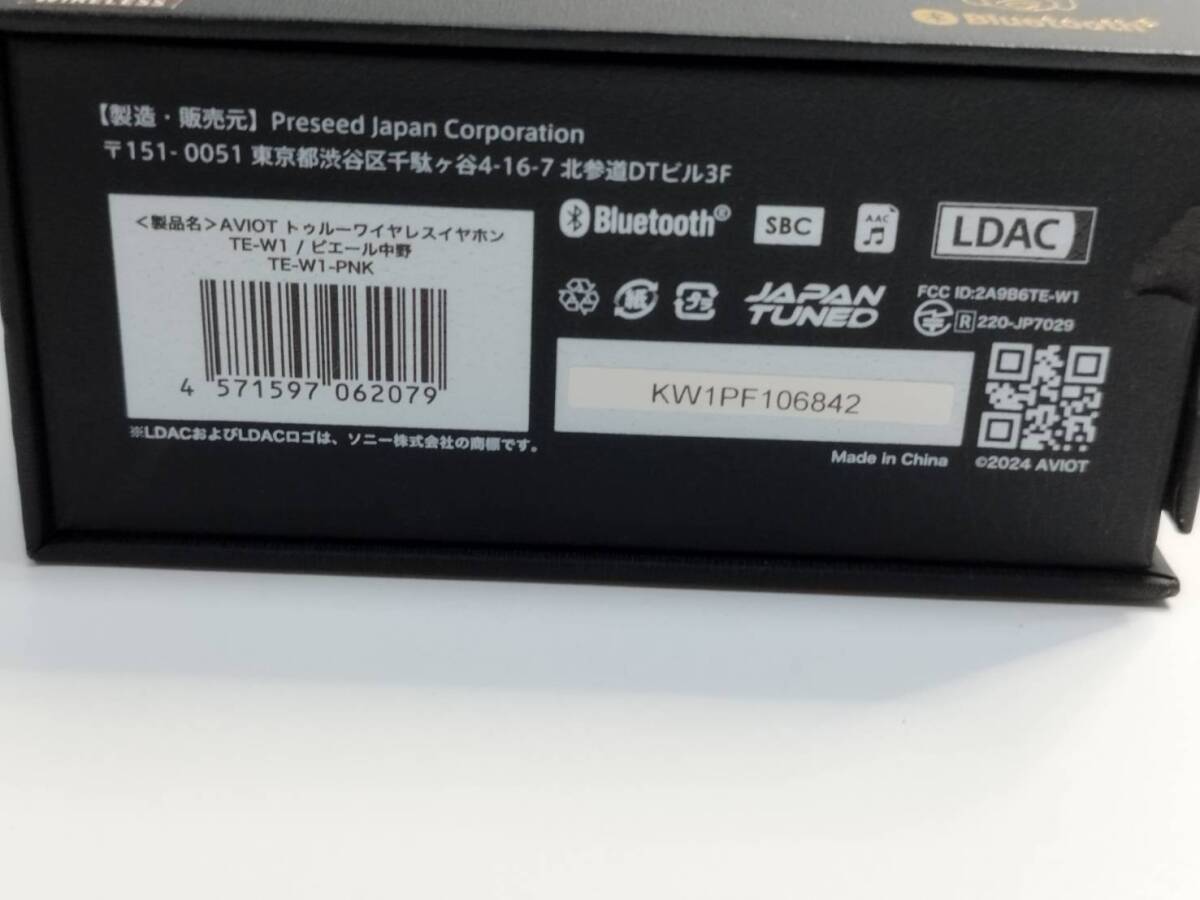 WIRELESS
Bluetooth
【製造・販売元】Preseed Japan Corporation
〒151-0051 東京都渋谷区千駄ヶ谷4-16-7 北参道DTビル3F
<製品名>AVIOT トゥルーワイヤレスイヤホン
TE-W1 / ピエール中野
TE-W1-PNK
4 571597 062079
※LDACおよびLDACロゴは、ソニー株式会社の商標です。
Bluetooth®
SBC
AAC
LDAC
紙
プラ
JAPAN
TUNED
FCC ID:2A9B6TE-W1
R 220-JP7029
KW1PF106842
Made in China
©2024 AVIOT